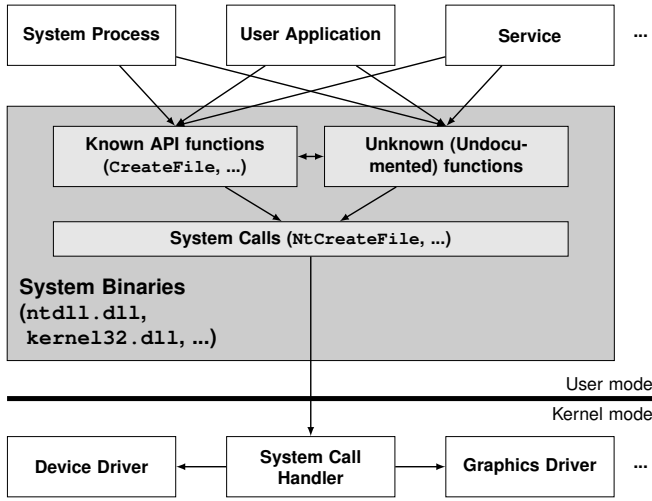 System Process
User Application
Service
...
Known API functions
(CreateFile, ...)
Unknown (Undocu-
mented) functions
System Calls (NtCreateFile, ...)
System Binaries
(ntdll.dll,
kernel32.dll, ...)
User mode
Kernel mode
Device Driver
System Call
Handler
Graphics Driver
...